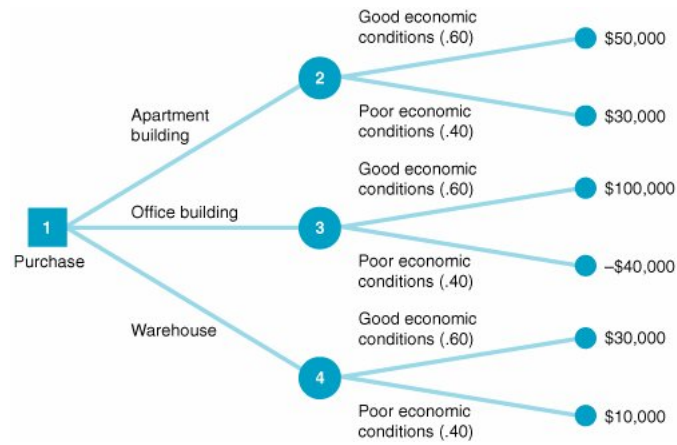 Good economic
conditions (.60)
$50,000
2
Apartment
building
Poor economic
conditions (.40)
$30,000
Good economic
conditions (.60)
$100,000
1
Office building
3
Purchase
Poor economic
conditions (.40)
–$40,000
Warehouse
Good economic
conditions (.60)
$30,000
4
Poor economic
conditions (.40)
$10,000